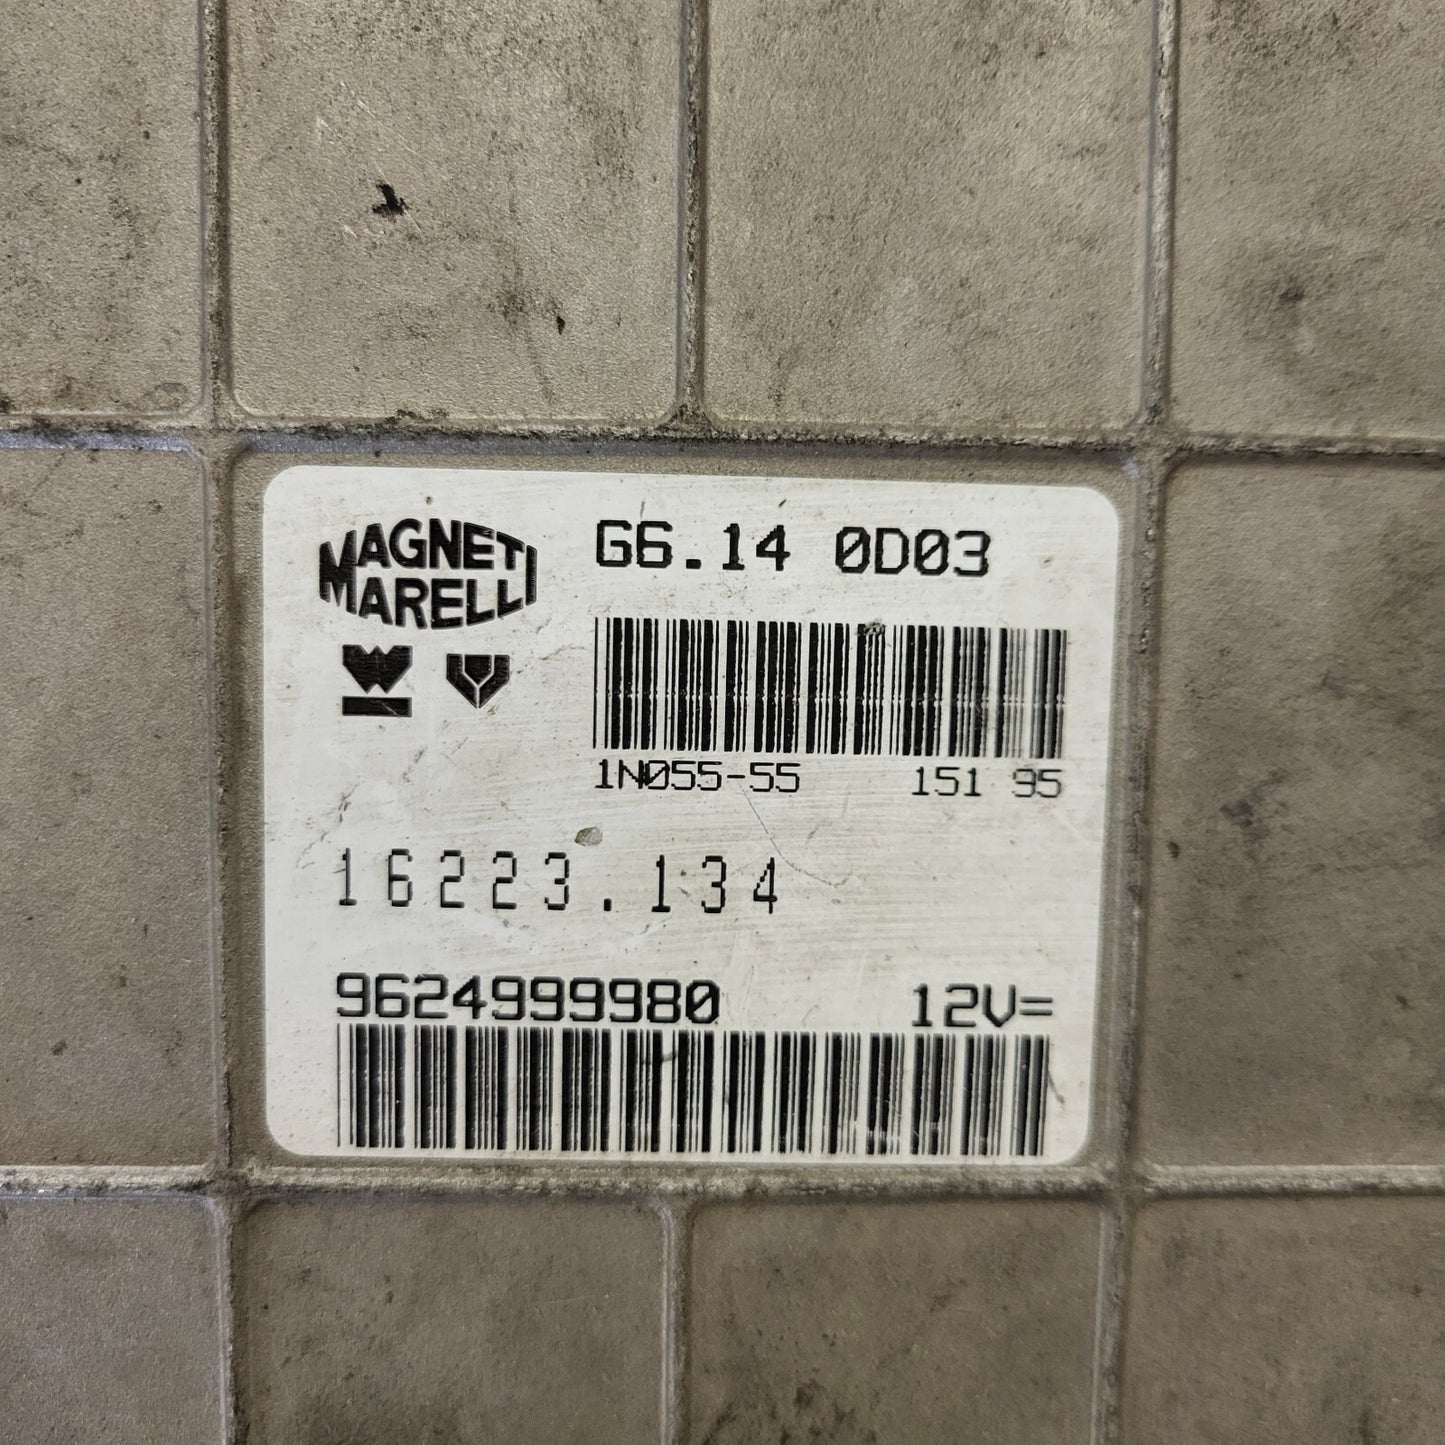 MAGNETI
MARELLI
G6.14 0D03
1N055-55 151 95
16223.134
9624999980 12V=